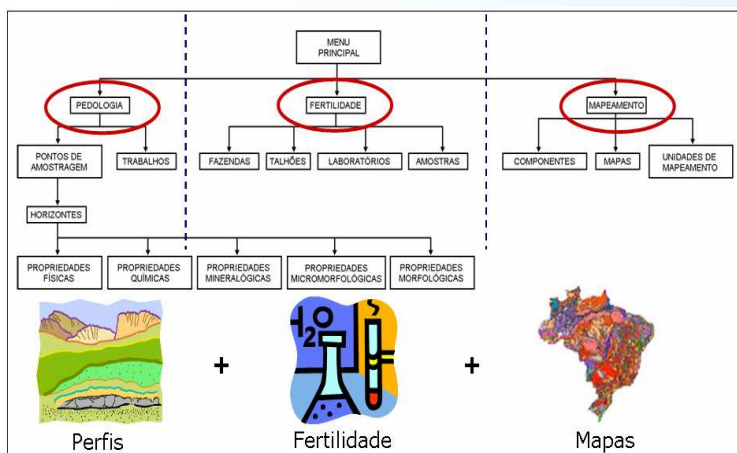 MENU
PRINCIPAL
PEDOLOGIA
FERTILIDADE
MAPEAMENTO
PONTOS DE
AMOSTRAGEM
TRABALHOS
FAZENDAS
TALHÕES
LABORATÓRIOS
AMOSTRAS
COMPONENTES
MAPAS
UNIDADES DE
MAPEAMENTO
HORIZONTES
PROPRIEDADES
FÍSICAS
PROPRIEDADES
QUÍMICAS
PROPRIEDADES
MINERALÓGICAS
PROPRIEDADES
MICROMORFOLÓGICAS
PROPRIEDADES
MORFOLÓGICAS
H2O
+
+
Perfis
Fertilidade
Mapas